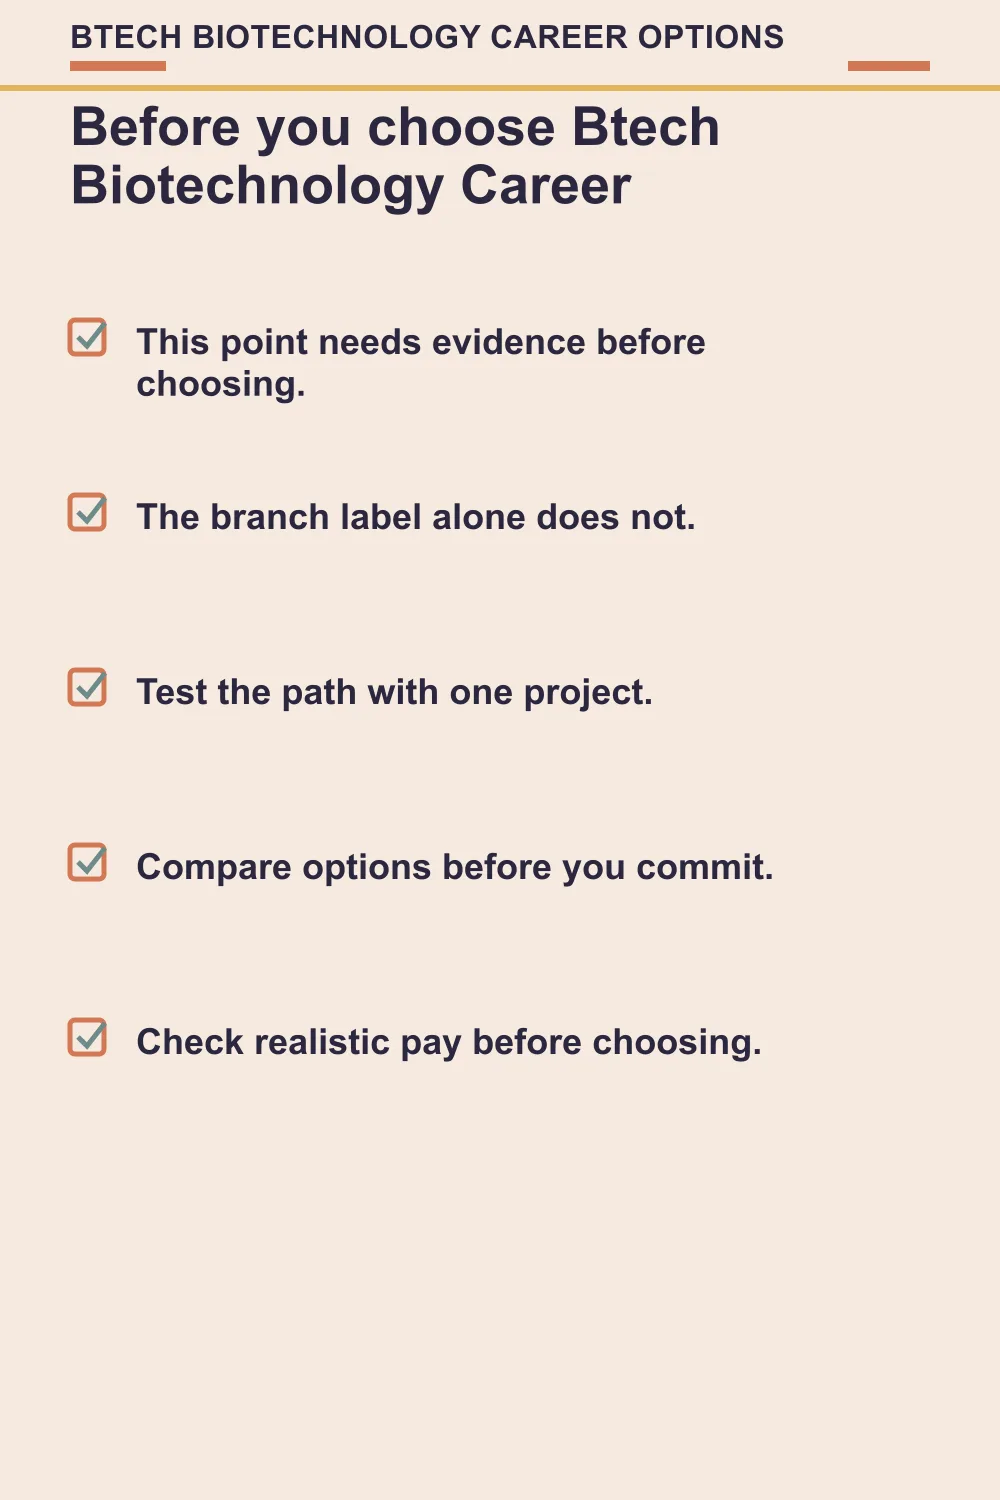 BTECH BIOTECHNOLOGY CAREER OPTIONS
Before you choose Btech
Biotechnology Career
This point needs evidence before
choosing.
The branch label alone does not.
Test the path with one project.
Compare options before you commit.
Check realistic pay before choosing.